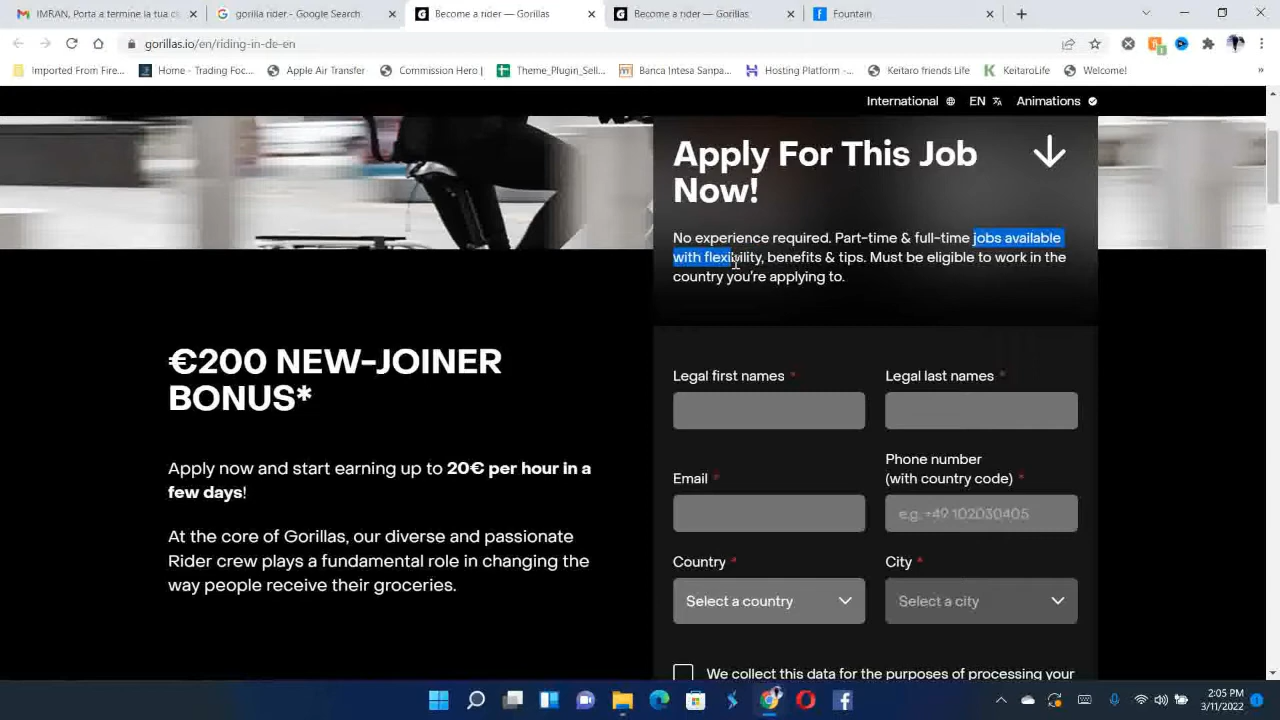 IMRAN, Porta a termine la tua c
gorilla rider - Google Search
Become a rider — Gorillas
Become a rider — Gorillas
Fountain
gorillas.io/en/riding-in-de-en
Imported From Fire...
Home - Trading Foc...
Apple Air Transfer
Commission Hero |
Theme_Plugin_Sell...
Banca Intesa Sanpa...
Hosting Platform -...
Keitaro friends Life
KeitaroLife
Welcome!
»
International
EN
Animations
Apply For This Job
Now!
No experience required. Part-time & full-time jobs available
with flexibility, benefits & tips. Must be eligible to work in the
country you're applying to.
€200 NEW-JOINER
BONUS*
Apply now and start earning up to 20€ per hour in a
few days!
At the core of Gorillas, our diverse and passionate
Rider crew plays a fundamental role in changing the
way people receive their groceries.
Legal first names *
Legal last names *
Email *
Phone number
(with country code) *
e.g. +49 102030405
Country *
City *
Select a country
Select a city
We collect this data for the purposes of processing your
2:05 PM
3/11/2022